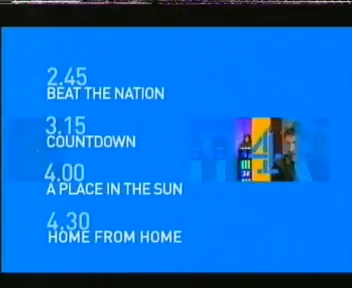 2.45
BEAT THE NATION
3.15
COUNTDOWN
4.00
A PLACE IN THE SUN
4.30
HOME FROM HOME
4